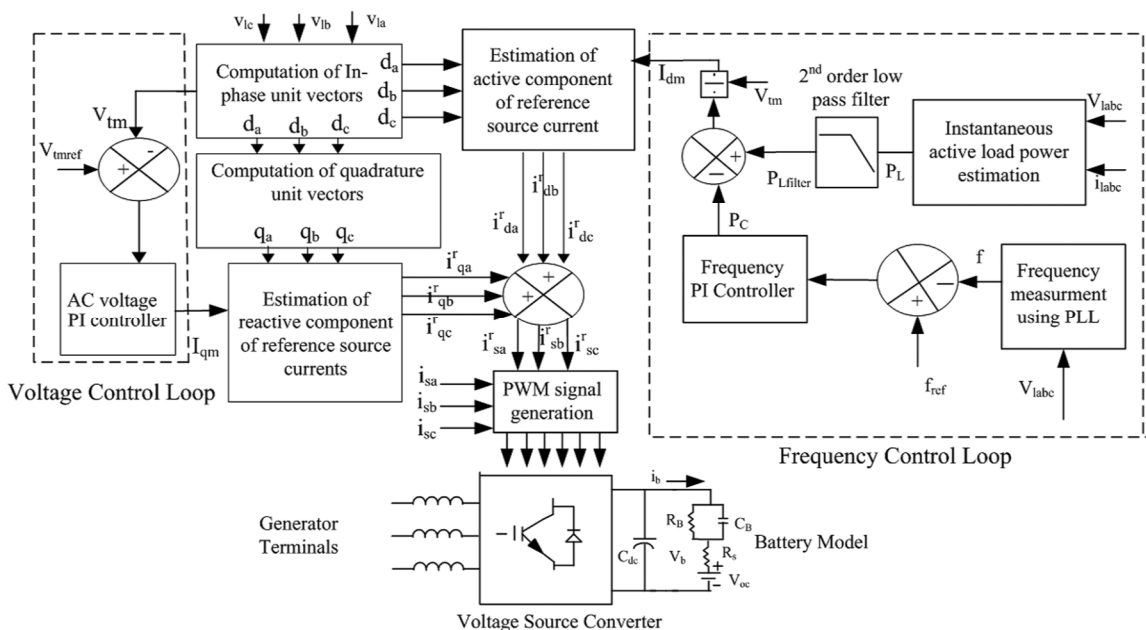 v_lc v_lb v_la
Computation of In-
phase unit vectors
d_a
d_b
d_c
d_a d_b d_c
V_tm
V_tmref
-
+
Computation of quadrature
unit vectors
q_a q_b q_c
AC voltage
PI controller
I_qm
Voltage Control Loop
Estimation of
reactive component
of reference source
currents
i^r_qa
i^r_qb
i^r_qc
Estimation of
active component
of reference
source current
i^r_da
i^r_db
i^r_dc
+
+
i^r_sa
i^r_sb
i^r_sc
i_sa
i_sb
i_sc
PWM signal
generation
I_dm
÷
V_tm
2nd order low
pass filter
+
−
P_Lfilter
P_L
Instantaneous
active load power
estimation
V_labc
i_labc
P_C
Frequency
PI Controller
−
+
f
f_ref
Frequency
measurment
using PLL
V_labc
Frequency Control Loop
Generator
Terminals
Voltage Source Converter
i_b
C_dc
R_B
C_B
V_b
R_s
+
-
V_oc
Battery Model